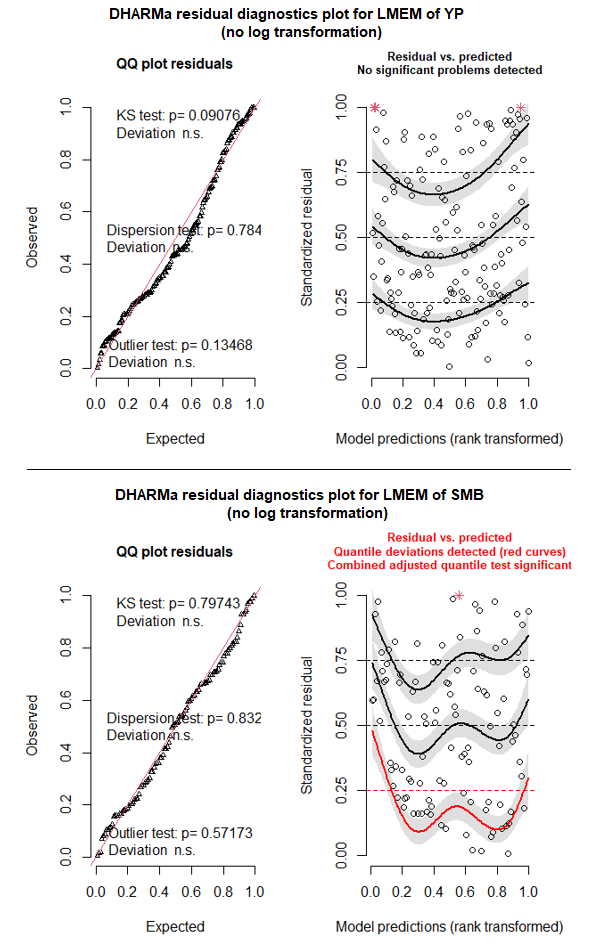 DHARMa residual diagnostics plot for LMEM of YP
(no log transformation)
QQ plot residuals
KS test: p= 0.09076
Deviation n.s.
Dispersion test: p= 0.784
Deviation n.s.
Outlier test: p= 0.13468
Deviation n.s.
Observed
0.0 0.2 0.4 0.6 0.8 1.0
0.0 0.2 0.4 0.6 0.8 1.0
Expected
Residual vs. predicted
No significant problems detected
Standardized residual
0.00 0.25 0.50 0.75 1.00
0.0 0.2 0.4 0.6 0.8 1.0
Model predictions (rank transformed)
DHARMa residual diagnostics plot for LMEM of SMB
(no log transformation)
QQ plot residuals
KS test: p= 0.79743
Deviation n.s.
Dispersion test: p= 0.832
Deviation n.s.
Outlier test: p= 0.57173
Deviation n.s.
Observed
0.0 0.2 0.4 0.6 0.8 1.0
0.0 0.2 0.4 0.6 0.8 1.0
Expected
Residual vs. predicted
Quantile deviations detected (red curves)
Combined adjusted quantile test significant
Standardized residual
0.00 0.25 0.50 0.75 1.00
0.0 0.2 0.4 0.6 0.8 1.0
Model predictions (rank transformed)